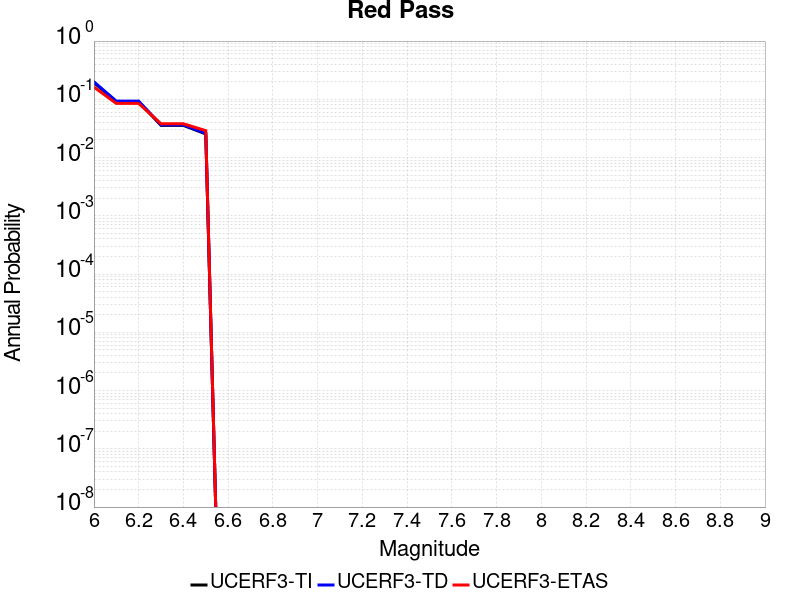 Red Pass
10^0
10^-1
10^-2
10^-3
10^-4
10^-5
10^-6
10^-7
10^-8
Annual Probability
6 6.2 6.4 6.6 6.8 7 7.2 7.4 7.6 7.8 8 8.2 8.4 8.6 8.8 9
Magnitude
UCERF3-TI UCERF3-TD UCERF3-ETAS